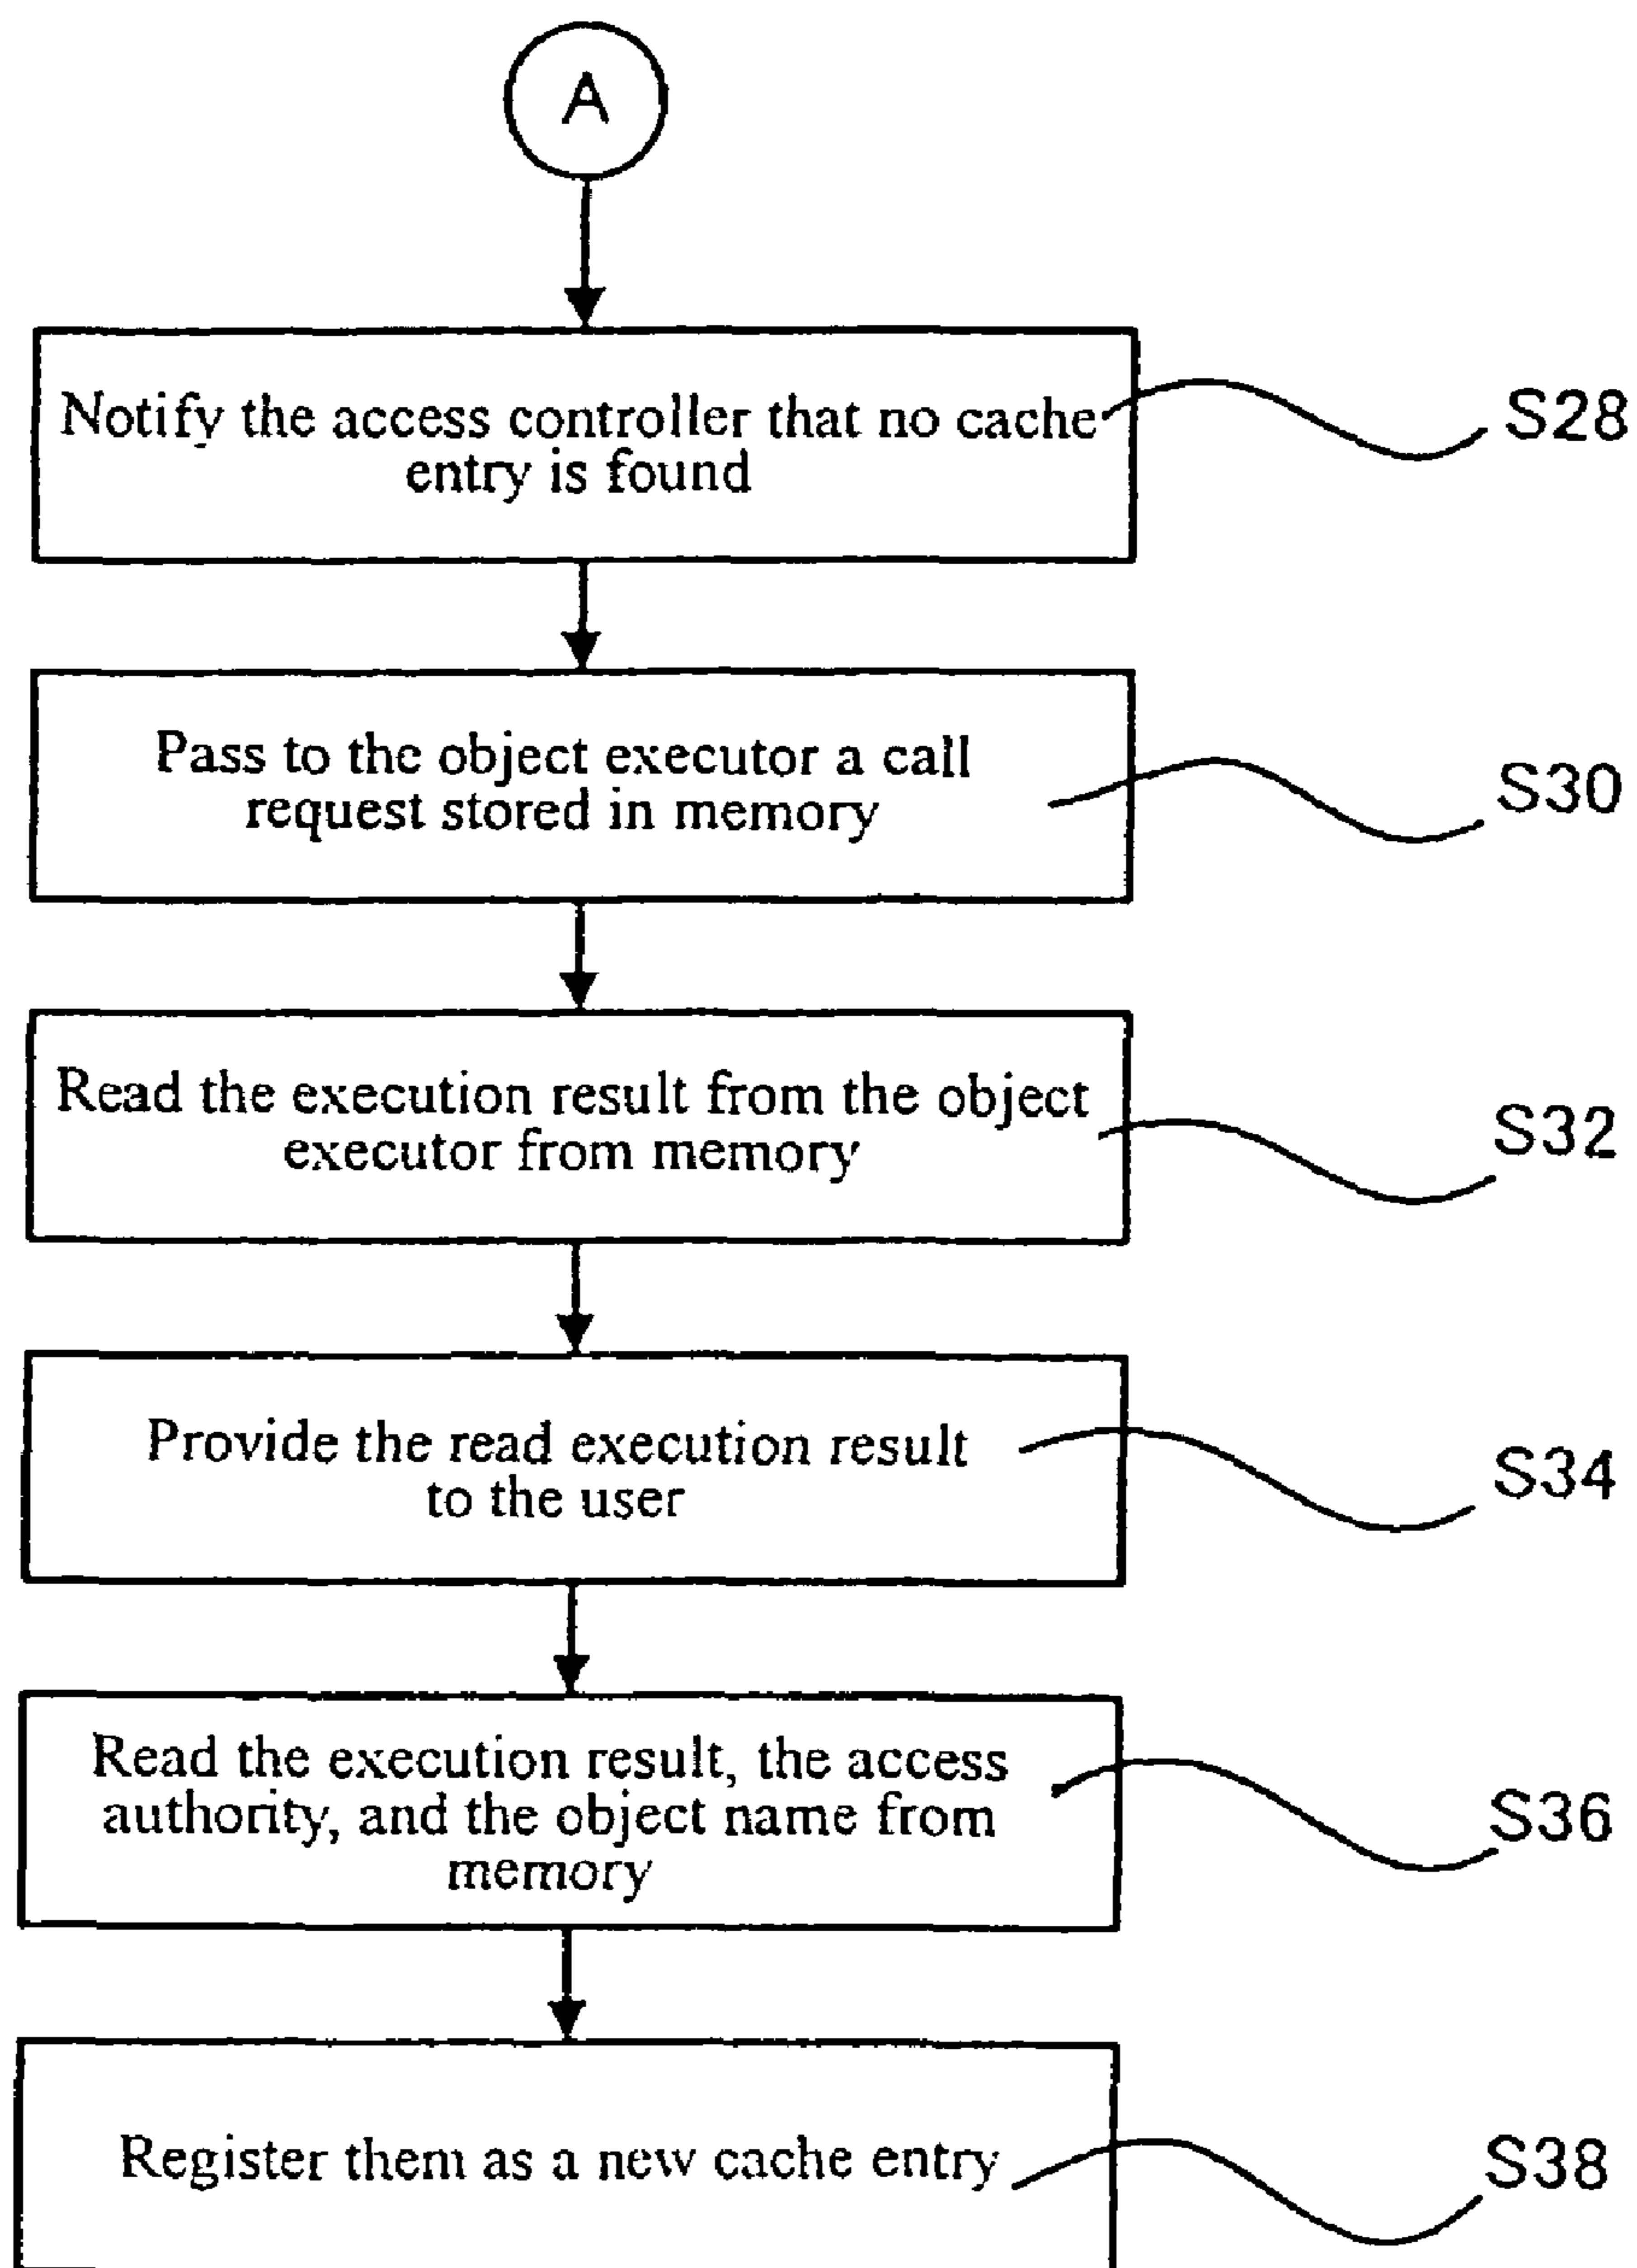 A
Notify the access controller that no cache
entry is found
S28
Pass to the object executor a call
request stored in memory
S30
Read the execution result from the object
executor from memory
S32
Provide the read execution result
to the user
S34
Read the execution result, the access
authority, and the object name from
memory
S36
Register them as a new cache entry
S38